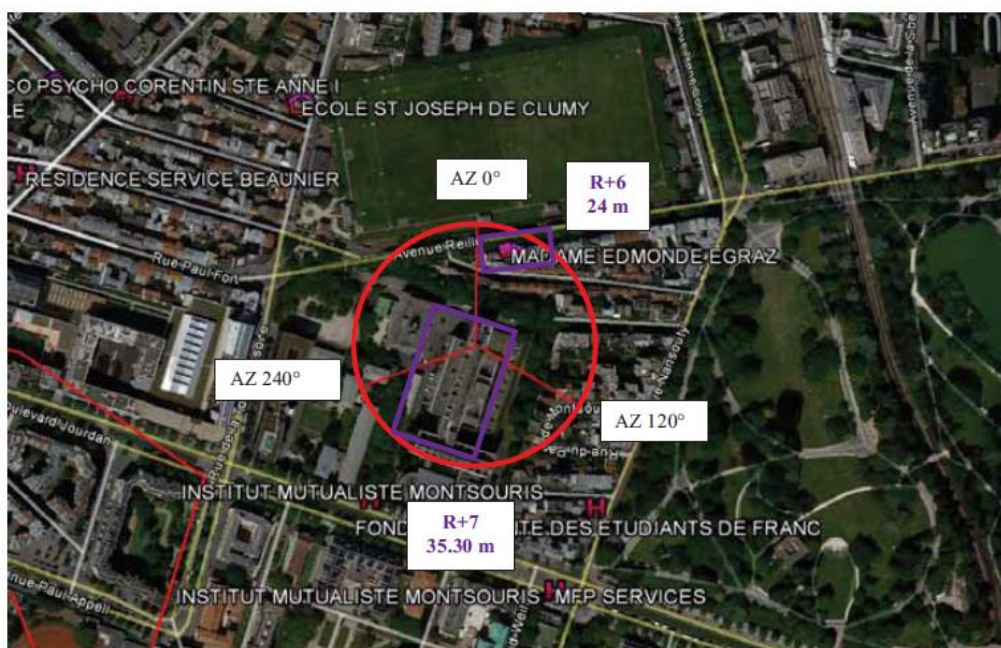 CO PSYCHO CORENTIN STE ANNE I
LE
ECOLE ST JOSEPH DE CLUMY
RESIDENCE SERVICE BEAUNIER
AZ 0°
R+6
24 m
Avenue Reille
MADAME EDMONDE EGRAZ
Rue Paul Fort
AZ 240°
AZ 120°
Boulevard Jourdan
INSTITUT MUTUALISTE MONTSOURIS
R+7
35.30 m
FOND
ITE DES ETUDIANTS DE FRANC
INSTITUT MUTUALISTE MONTSOURIS
MFP SERVICES
nue Paul Appell